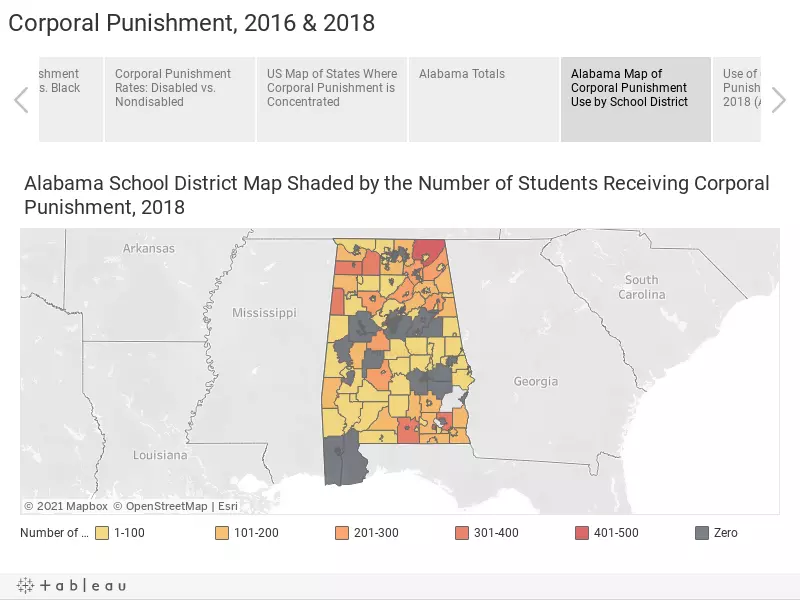 Corporal Punishment, 2016 & 2018
shment
s. Black
Corporal Punishment
Rates: Disabled vs.
Nondisabled
US Map of States Where
Corporal Punishment is
Concentrated
Alabama Totals
Alabama Map of
Corporal Punishment
Use by School District
Use of
Punish
2018 (A
Alabama School District Map Shaded by the Number of Students Receiving Corporal
Punishment, 2018
Arkansas
South
Carolina
Mississippi
Georgia
Louisiana
© 2021 Mapbox © OpenStreetMap | Esri
Number of ... 1-100 101-200 201-300 301-400 401-500 Zero
+ableau